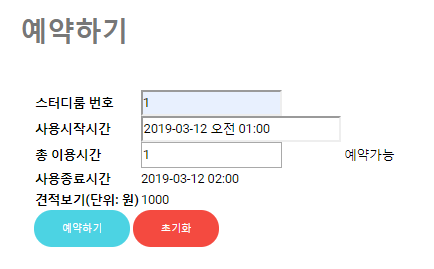 예약하기
스터디룸 번호 1
사용시작시간 2019-03-12 오전 01:00
총 이용시간 1 예약가능
사용종료시간 2019-03-12 02:00
견적보기(단위: 원) 1000
예약하기 초기화